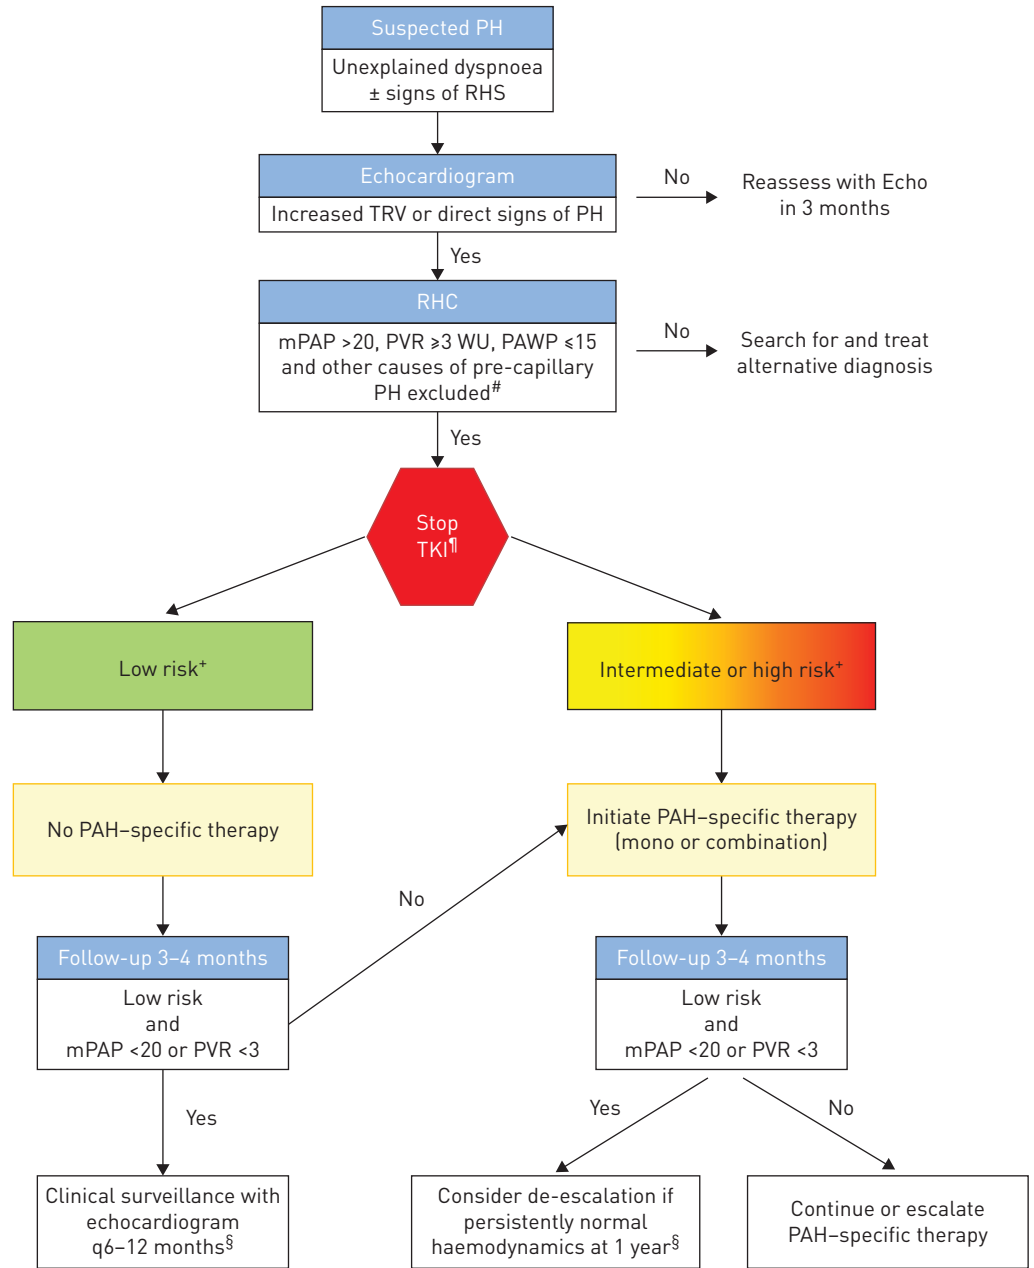 Suspected PH
Unexplained dyspnoea
± signs of RHS
Echocardiogram
Increased TRV or direct signs of PH
No
Reassess with Echo
in 3 months
Yes
RHC
mPAP >20, PVR ⩾3 WU, PAWP ⩽15
and other causes of pre-capillary
PH excluded#
No
Search for and treat
alternative diagnosis
Yes
Stop
TKI¶
Low risk+
Intermediate or high risk+
No PAH–specific therapy
Initiate PAH–specific therapy
(mono or combination)
No
Follow-up 3–4 months
Low risk
and
mPAP <20 or PVR <3
Follow-up 3–4 months
Low risk
and
mPAP <20 or PVR <3
Yes
Yes
No
Clinical surveillance with
echocardiogram
q6–12 months§
Consider de-escalation if
persistently normal
haemodynamics at 1 year§
Continue or escalate
PAH–specific therapy